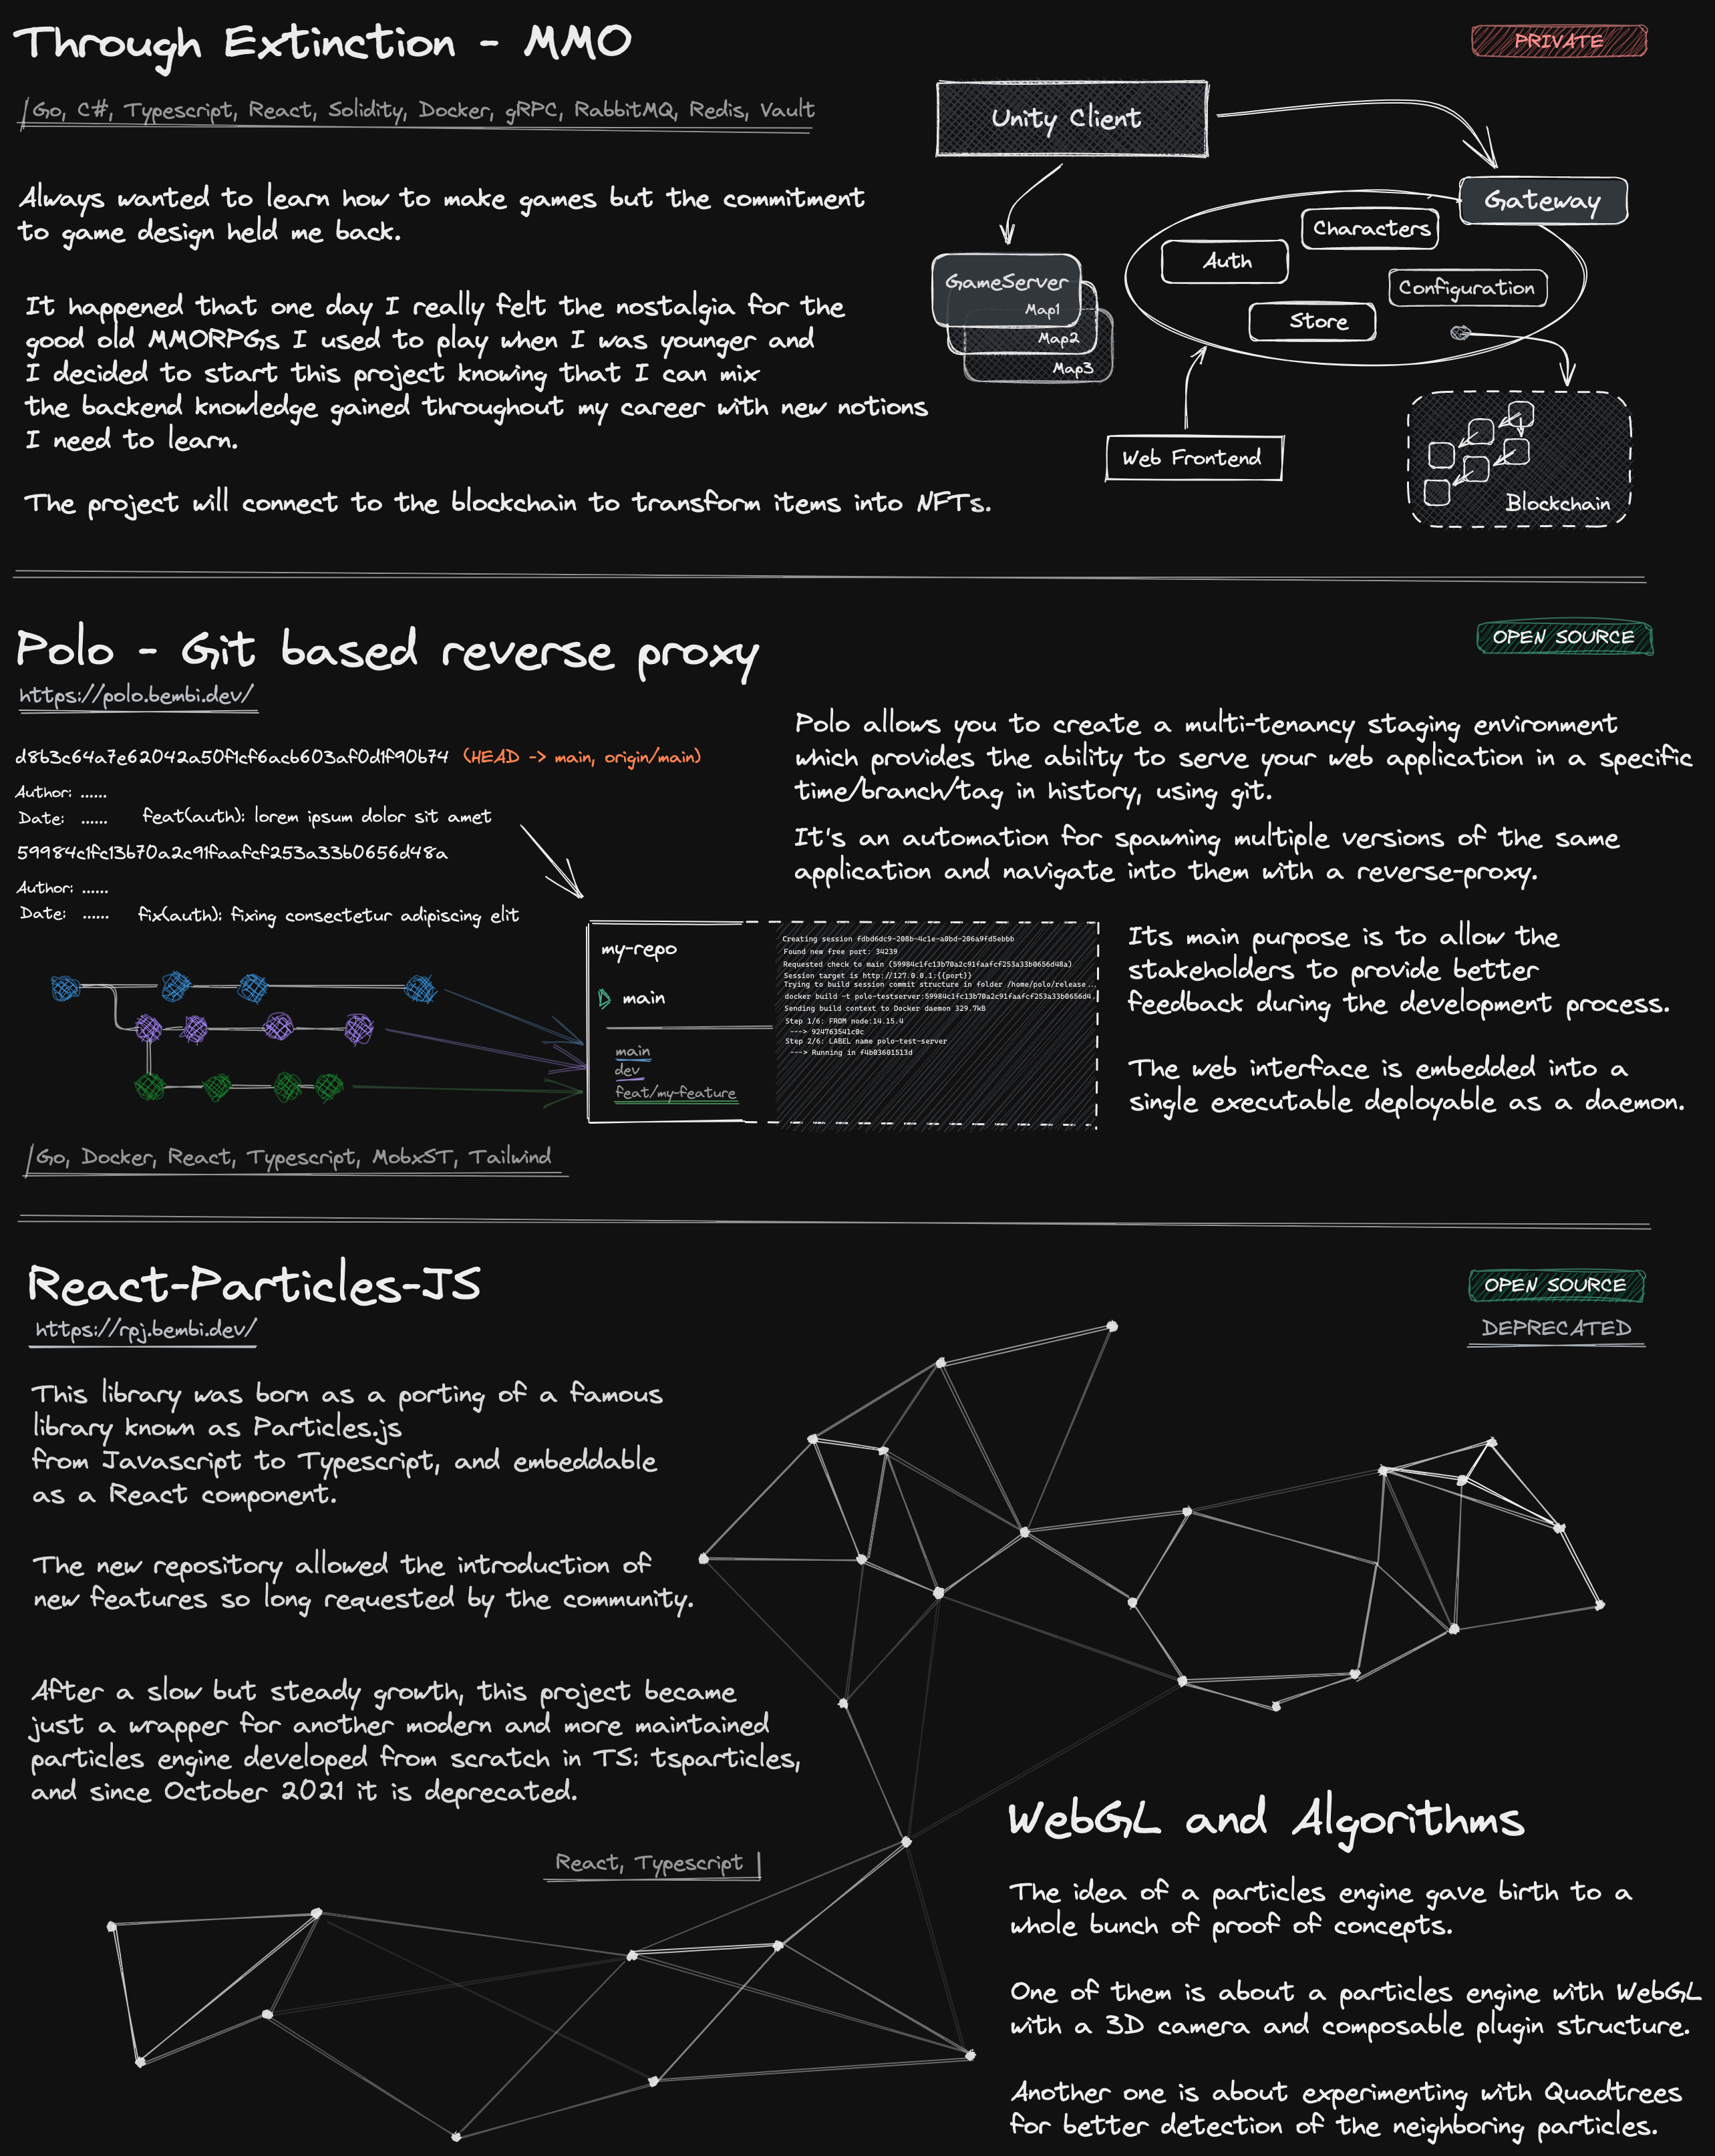 Through Extinction - MMO
PRIVATE
Go, C#, Typescript, React, Solidity, Docker, gRPC, RabbitMQ, Redis, Vault
Always wanted to learn how to make games but the commitment
to game design held me back.
It happened that one day I really felt the nostalgia for the
good old MMORPGs I used to play when I was younger and
I decided to start this project knowing that I can mix
the backend knowledge gained throughout my career with new notions
I need to learn.
The project will connect to the blockchain to transform items into NFTs.
Unity Client
Gateway
Characters
Auth
Configuration
Store
GameServer
Map1
Map2
Map3
Web Frontend
Blockchain
Polo - Git based reverse proxy
OPEN SOURCE
https://polo.bembi.dev/
d8b3c64a7e62042a50f1cf6acb603af0d1f90b74 (HEAD -> main, origin/main)
Author: ......
Date: ...... feat(auth): lorem ipsum dolor sit amet
59984c1fc13b70a2c91faafcf253a33b0656d48a
Author: ......
Date: ...... fix(auth): fixing consectetur adipiscing elit
Polo allows you to create a multi-tenancy staging environment
which provides the ability to serve your web application in a specific
time/branch/tag in history, using git.
It's an automation for spawning multiple versions of the same
application and navigate into them with a reverse-proxy.
my-repo
main
main
dev
feat/my-feature
Creating session fdbd6dc9-208b-4c1e-a0bd-206a9fd5ebbb
Found new free port: 34239
Requested check to main (59984c1fc13b70a2c91faafcf253a33b0656d48a)
Session target is http://127.0.0.1:{{port}}
Trying to build session commit structure in folder /home/polo/release...
docker build -t polo-testserver:59984c1fc13b70a2c91faafcf253a33b0656d4.
Sending build context to Docker daemon 329.7kB
Step 1/6: FROM node:14.15.4
---> 924763541c0c
Step 2/6: LABEL name polo-test-server
---> Running in f4b03601513d
Its main purpose is to allow the
stakeholders to provide better
feedback during the development process.
The web interface is embedded into a
single executable deployable as a daemon.
Go, Docker, React, Typescript, MobxST, Tailwind
React-Particles-JS
OPEN SOURCE
https://rpj.bembi.dev/
DEPRECATED
This library was born as a porting of a famous
library known as Particles.js
from Javascript to Typescript, and embeddable
as a React component.
The new repository allowed the introduction of
new features so long requested by the community.
After a slow but steady growth, this project became
just a wrapper for another modern and more maintained
particles engine developed from scratch in TS: tsparticles,
and since October 2021 it is deprecated.
React, Typescript
WebGL and Algorithms
The idea of a particles engine gave birth to a
whole bunch of proof of concepts.
One of them is about a particles engine with WebGL
with a 3D camera and composable plugin structure.
Another one is about experimenting with Quadtrees
for better detection of the neighboring particles.